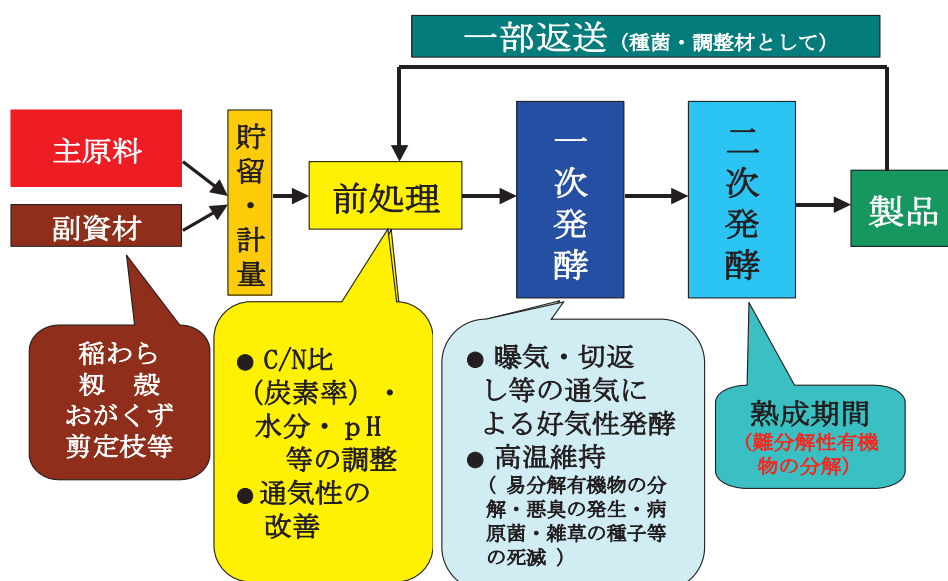 一部返送（種菌・調整材として）
主原料
副資材
貯留・計量
前処理
一次発酵
二次発酵
製品
稲わら
籾　殻
おがくず
剪定枝等
● C/N比
（炭素率）・
水分・ｐH
等の調整
● 通気性の
改善
● 曝気・切返
し等の通気に
よる好気性発酵
● 高温維持
（ 易分解有機物の分
解・悪臭の発生・病
原菌・雑草の種子等
の死滅 ）
熟成期間
（難分解性有機
物の分解）